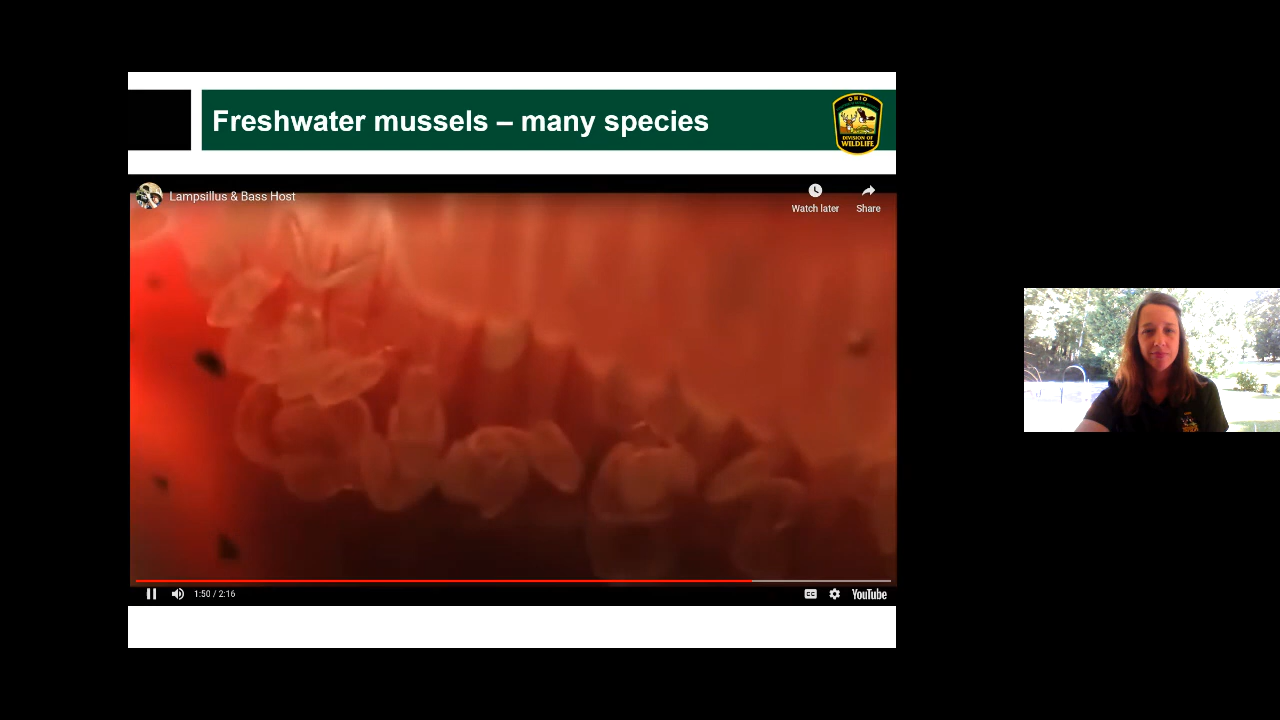 Freshwater mussels – many species
OHIO
DIVISION OF
WILDLIFE
Lampsillus & Bass Host
Watch later
Share
1:50 / 2:16
CC
YouTube